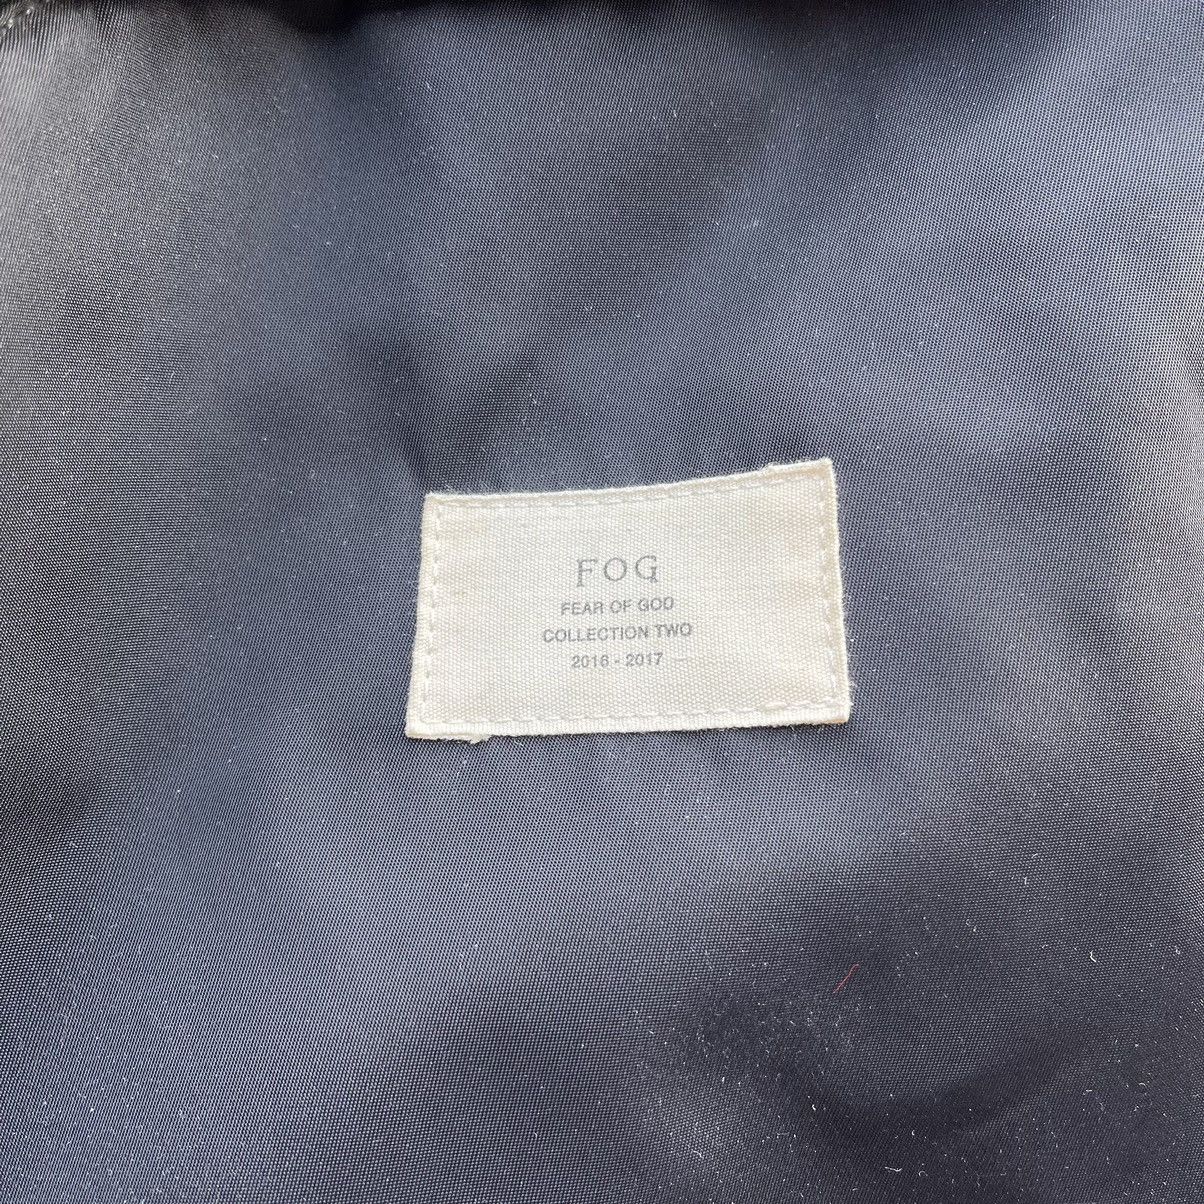 FOG
FEAR OF GOD
COLLECTION TWO
2016 - 2017 —